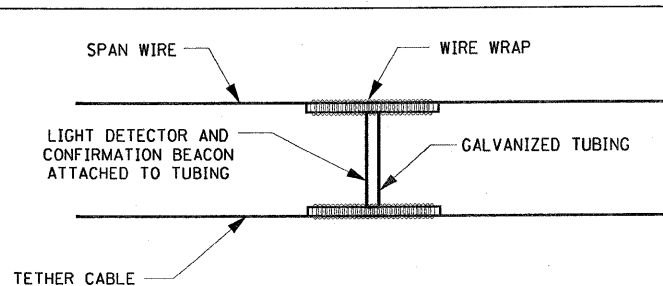 SPAN WIRE
WIRE WRAP
LIGHT DETECTOR AND
CONFIRMATION BEACON
ATTACHED TO TUBING
GALVANIZED TUBING
TETHER CABLE